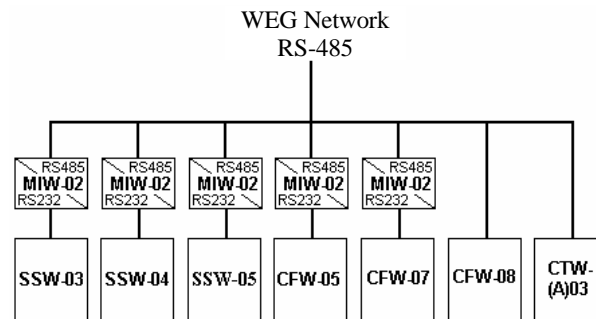 WEG Network
RS-485
RS485 RS485 RS485 RS485 RS485
MIW-02 MIW-02 MIW-02 MIW-02 MIW-02
RS232 RS232 RS232 RS232 RS232
SSW-03 SSW-04 SSW-05 CFW-05 CFW-07 CFW-08 CTW-
(A)03